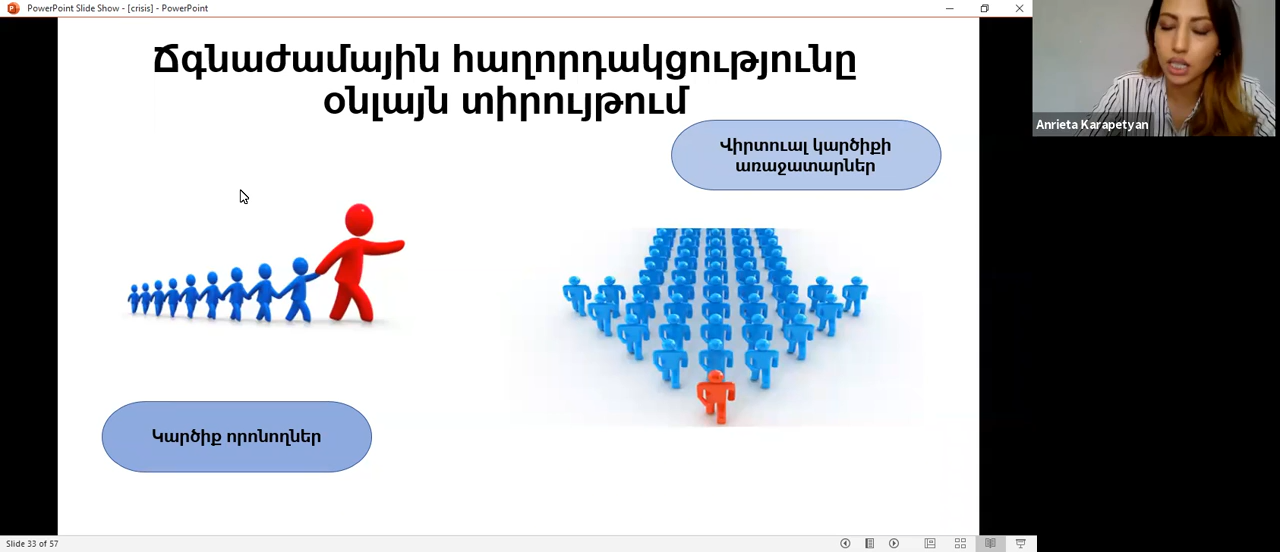 PowerPoint Slide Show - [crisis] - PowerPoint
Ճգնաժամային հաղորդակցությունը
օնլայն տիրույթում
Anrieta Karapetyan
Վիրտուալ կարծիքի
առաջատարներ
Կարծիք որոնողներ
Slide 33 of 57